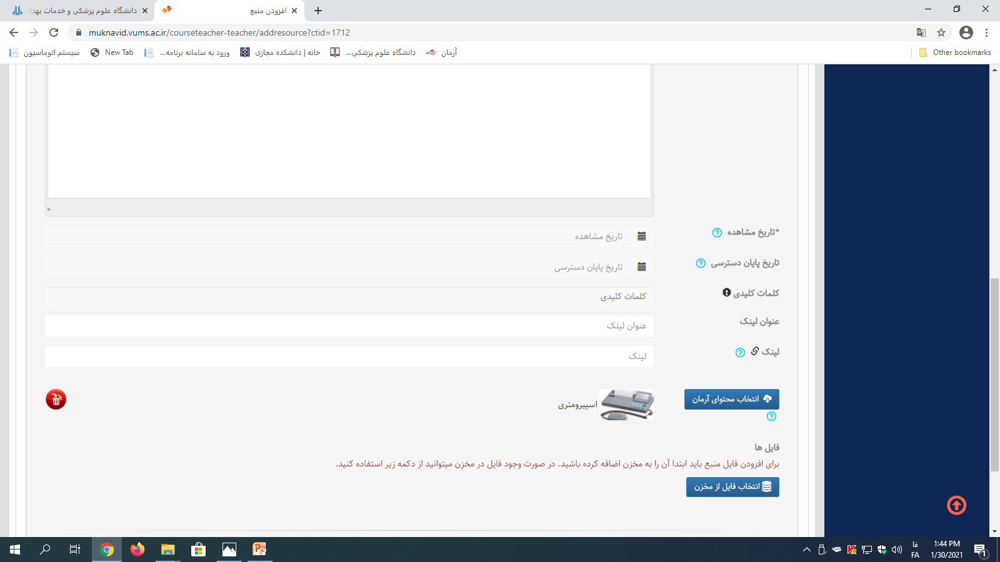 دانشگاه علوم پزشکی و خدمات بهدا
افزودن منبع
muknavid.vums.ac.ir/courseteacher-teacher/addresource?ctid=1712
سیستم اتوماسیون
New Tab
ورود به سامانه برنامه...
خانه | دانشکده مجازی
دانشگاه علوم پزشکی...
آرمان
Other bookmarks
*تاریخ مشاهده
تاریخ مشاهده
تاریخ پایان دسترسی
تاریخ پایان دسترسی
کلمات کلیدی
کلمات کلیدی
عنوان لینک
عنوان لینک
لینک
لینک
انتخاب محتوای آرمان
اسپیرومتری
فایل ها
برای افزودن فایل منبع باید ابتدا آن را به مخزن اضافه کرده باشید. در صورت وجود فایل در مخزن میتوانید از دکمه زیر استفاده کنید.
انتخاب فایل از مخزن
فا
FA
1:44 PM
1/30/2021
1